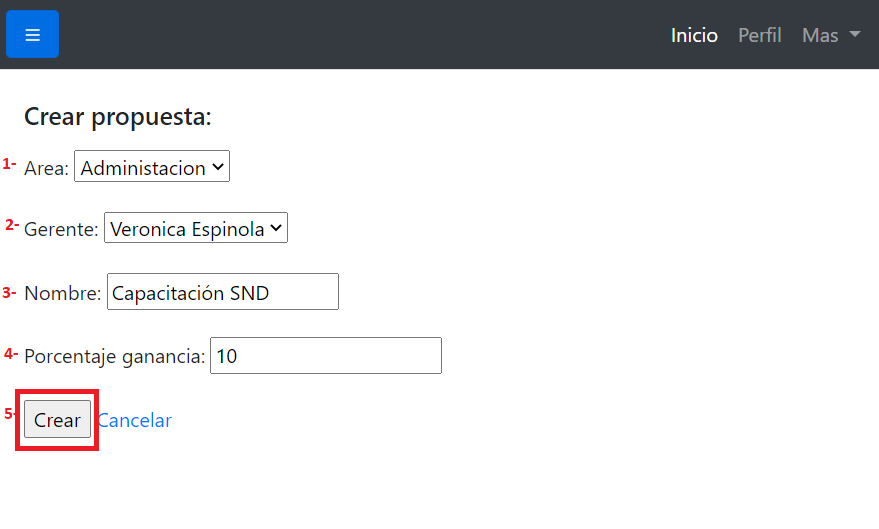 Inicio Perfil Mas
Crear propuesta:
1- Area: Administacion
2- Gerente: Veronica Espinola
3- Nombre: Capacitación SND
4- Porcentaje ganancia: 10
5- Crear Cancelar